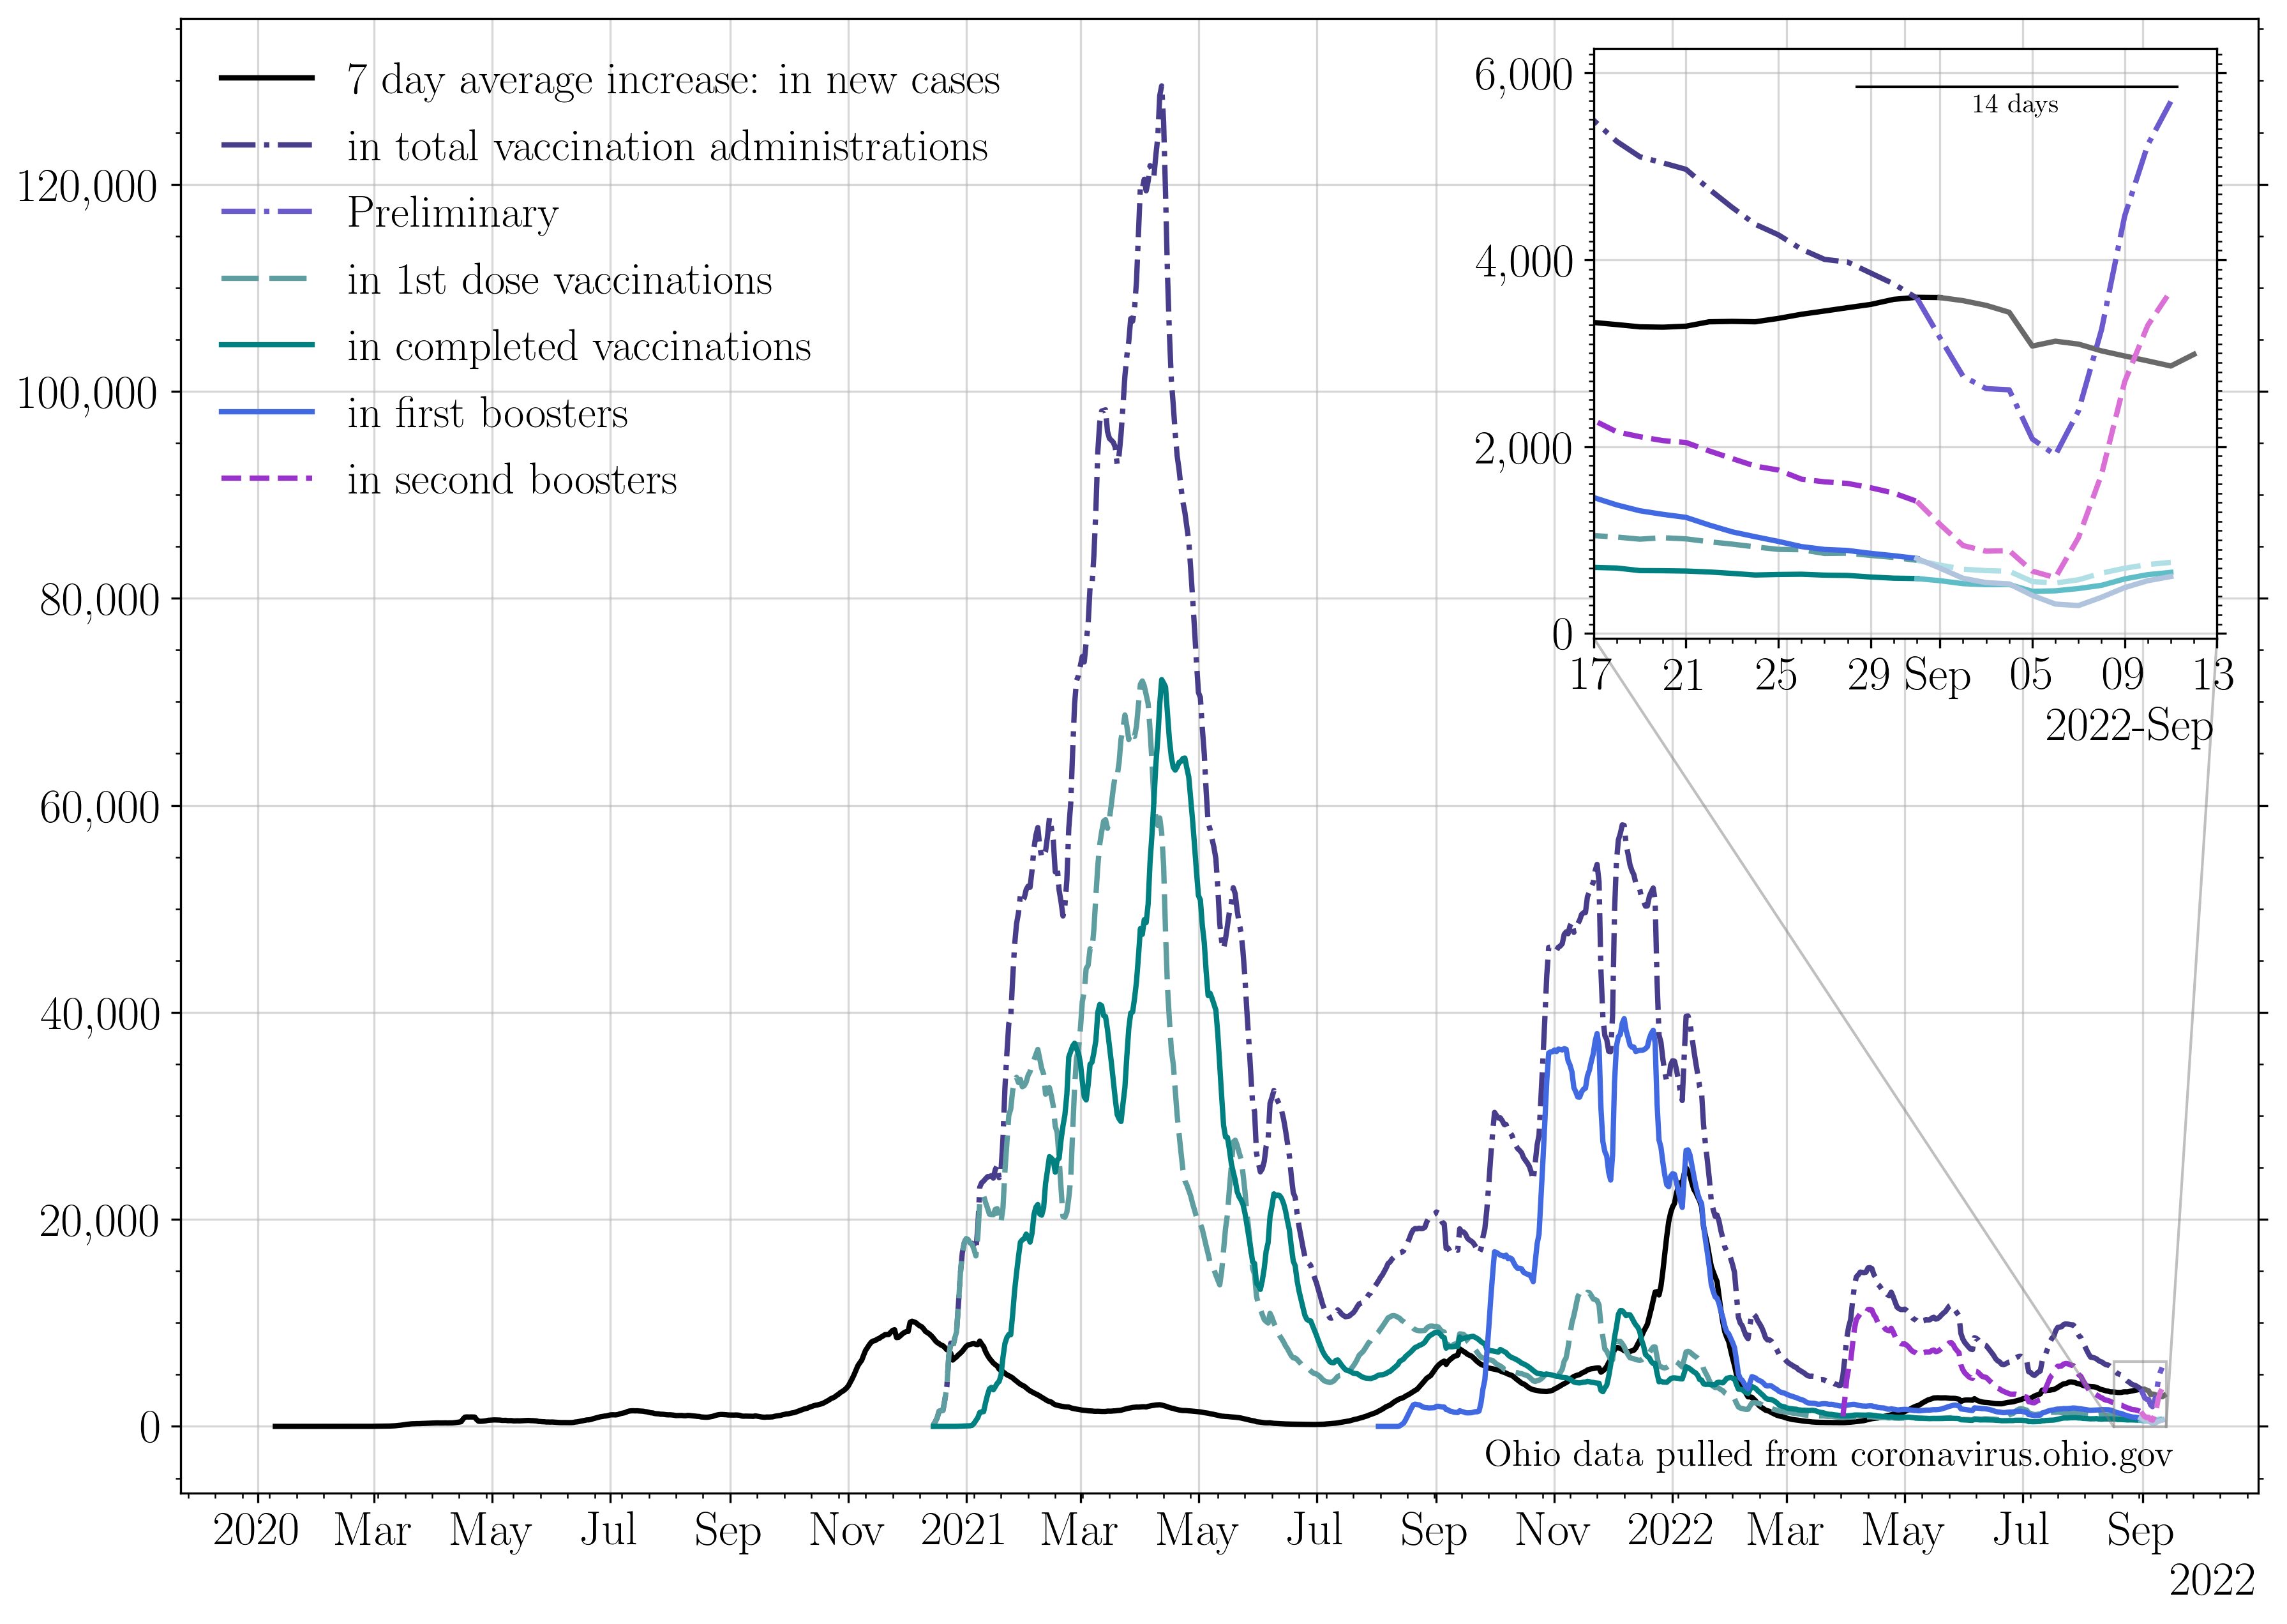 7 day average increase: in new cases
in total vaccination administrations
Preliminary
in 1st dose vaccinations
in completed vaccinations
in first boosters
in second boosters
120,000
100,000
80,000
60,000
40,000
20,000
0
6,000
4,000
2,000
0
14 days
17 21 25 29 Sep 05 09 13
2022-Sep
Ohio data pulled from coronavirus.ohio.gov
2020 Mar May Jul Sep Nov 2021 Mar May Jul Sep Nov 2022 Mar May Jul Sep
2022